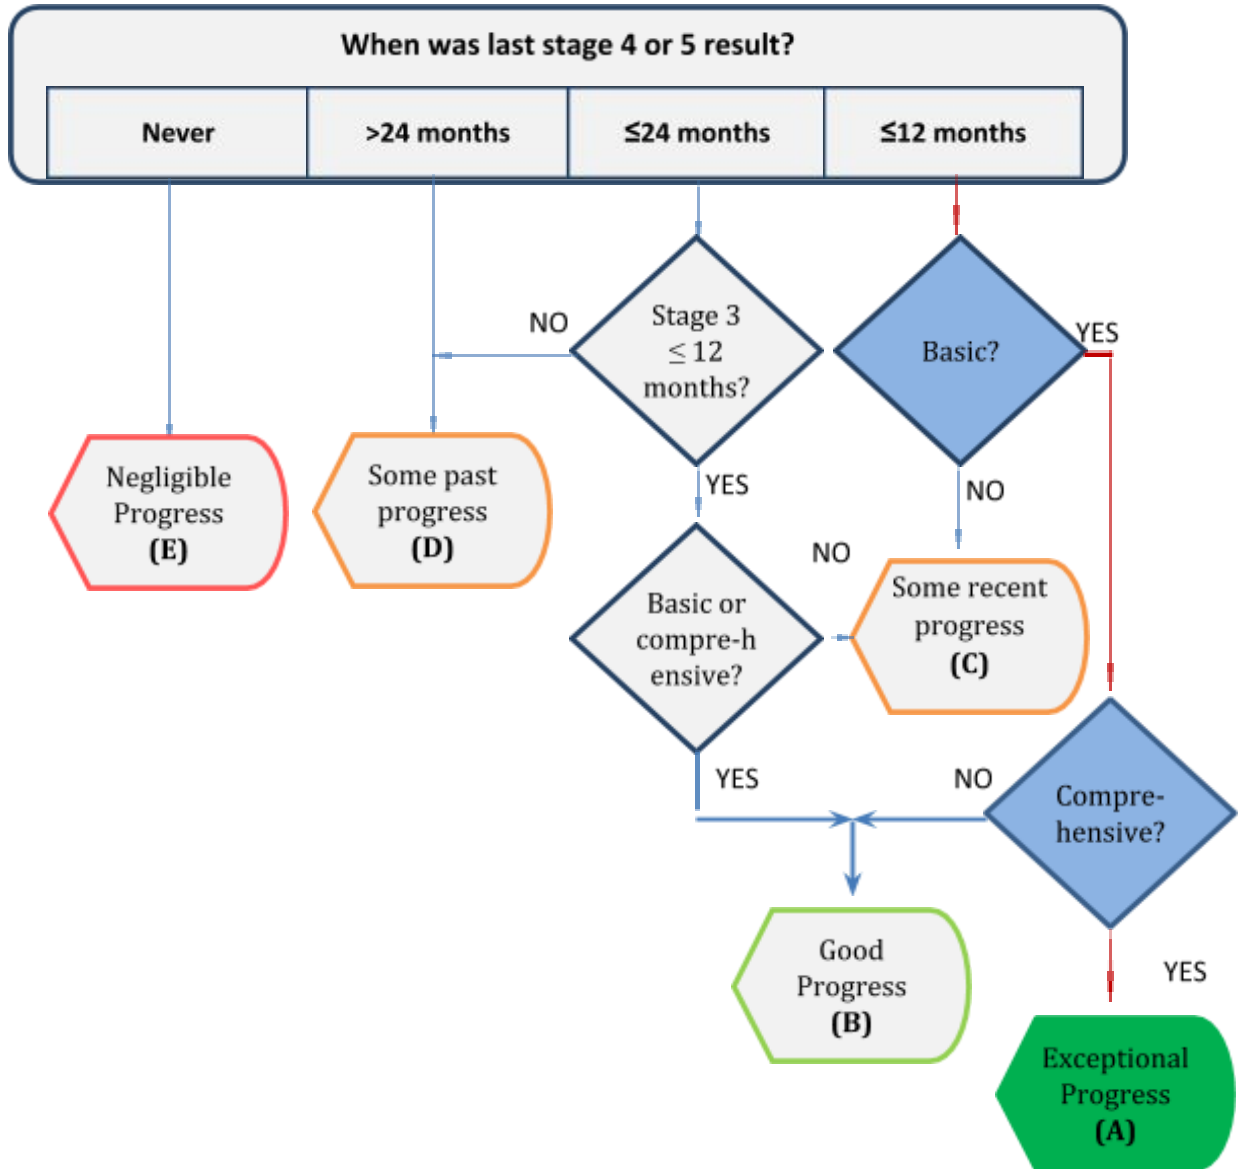 When was last stage 4 or 5 result?
Never
>24 months
≤24 months
≤12 months
NO
Stage 3
≤ 12
months?
Basic?
YES
Negligible
Progress
(E)
Some past
progress
(D)
YES
NO
Basic or
compre-h
ensive?
NO
Some recent
progress
(C)
YES
NO
Compre-
hensive?
Good
Progress
(B)
YES
Exceptional
Progress
(A)